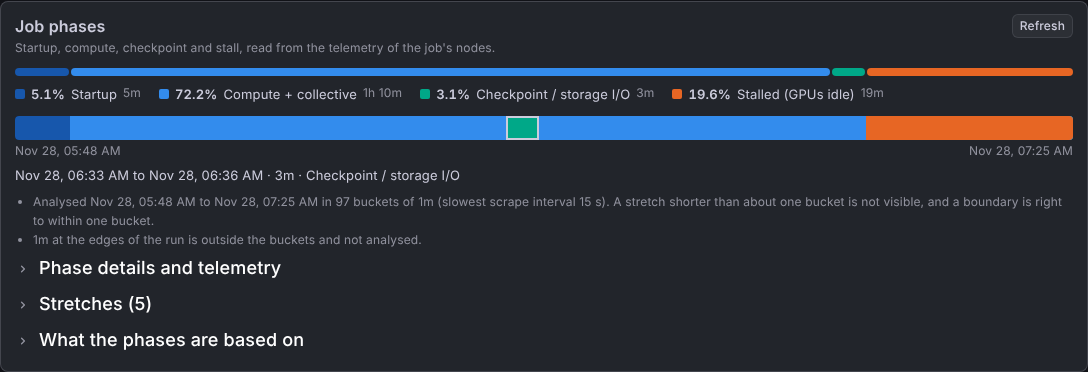 Job phases
Refresh
Startup, compute, checkpoint and stall, read from the telemetry of the job's nodes.
5.1% Startup 5m 72.2% Compute + collective 1h 10m 3.1% Checkpoint / storage I/O 3m 19.6% Stalled (GPUs idle) 19m
Nov 28, 05:48 AM
Nov 28, 07:25 AM
Nov 28, 06:33 AM to Nov 28, 06:36 AM · 3m · Checkpoint / storage I/O
• Analysed Nov 28, 05:48 AM to Nov 28, 07:25 AM in 97 buckets of 1m (slowest scrape interval 15 s). A stretch shorter than about one bucket is not visible, and a boundary is right
to within one bucket.
• 1m at the edges of the run is outside the buckets and not analysed.
› Phase details and telemetry
› Stretches (5)
› What the phases are based on